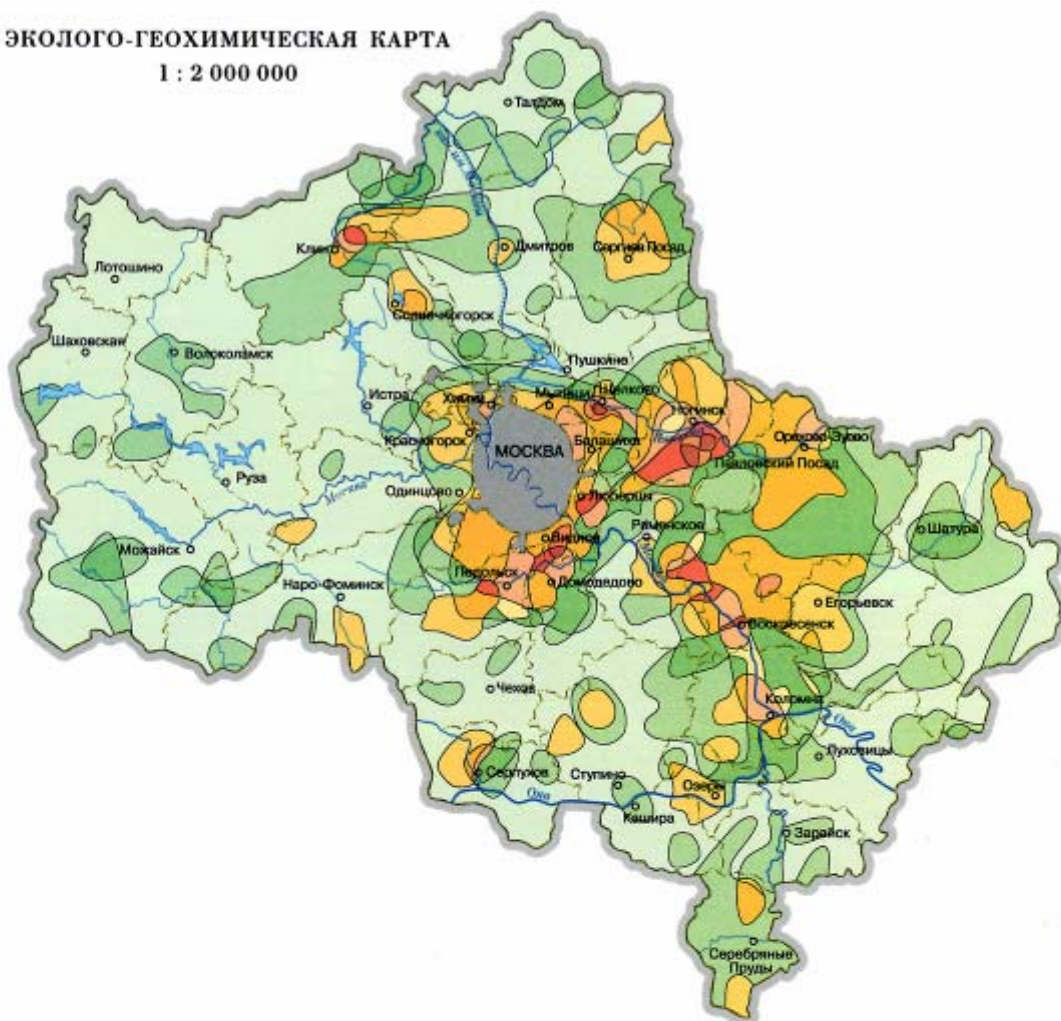 ЭКОЛОГО-ГЕОХИМИЧЕСКАЯ КАРТА
1 : 2 000 000
Талдом
Клин
Дмитров
Сергиев Посад
Лотошино
Солнечногорск
Шаховская
Волоколамск
Пушкино
Истра
Химки
Мытищи
Щелково
Ногинск
Красногорск
МОСКВА
Балашиха
Орехово-Зуево
Павловский Посад
Руза
Москва
Одинцово
Люберцы
Раменское
Шатура
Можайск
Видное
Наро-Фоминск
Подольск
Домодедово
Егорьевск
Воскресенск
Чехов
Коломна
Ока
Луховицы
Серпухов
Ступино
Озеры
Ока
Кашира
Зарайск
Серебряные
Пруды